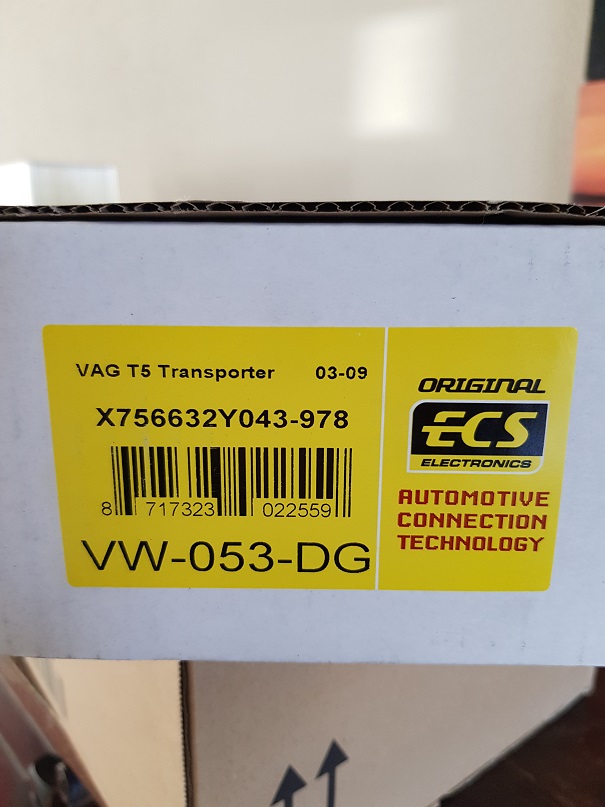 VAG T5 Transporter 03-09
X756632Y043-978
8 717323 022559
VW-053-DG
ORIGINAL
ECS
ELECTRONICS
AUTOMOTIVE
CONNECTION
TECHNOLOGY